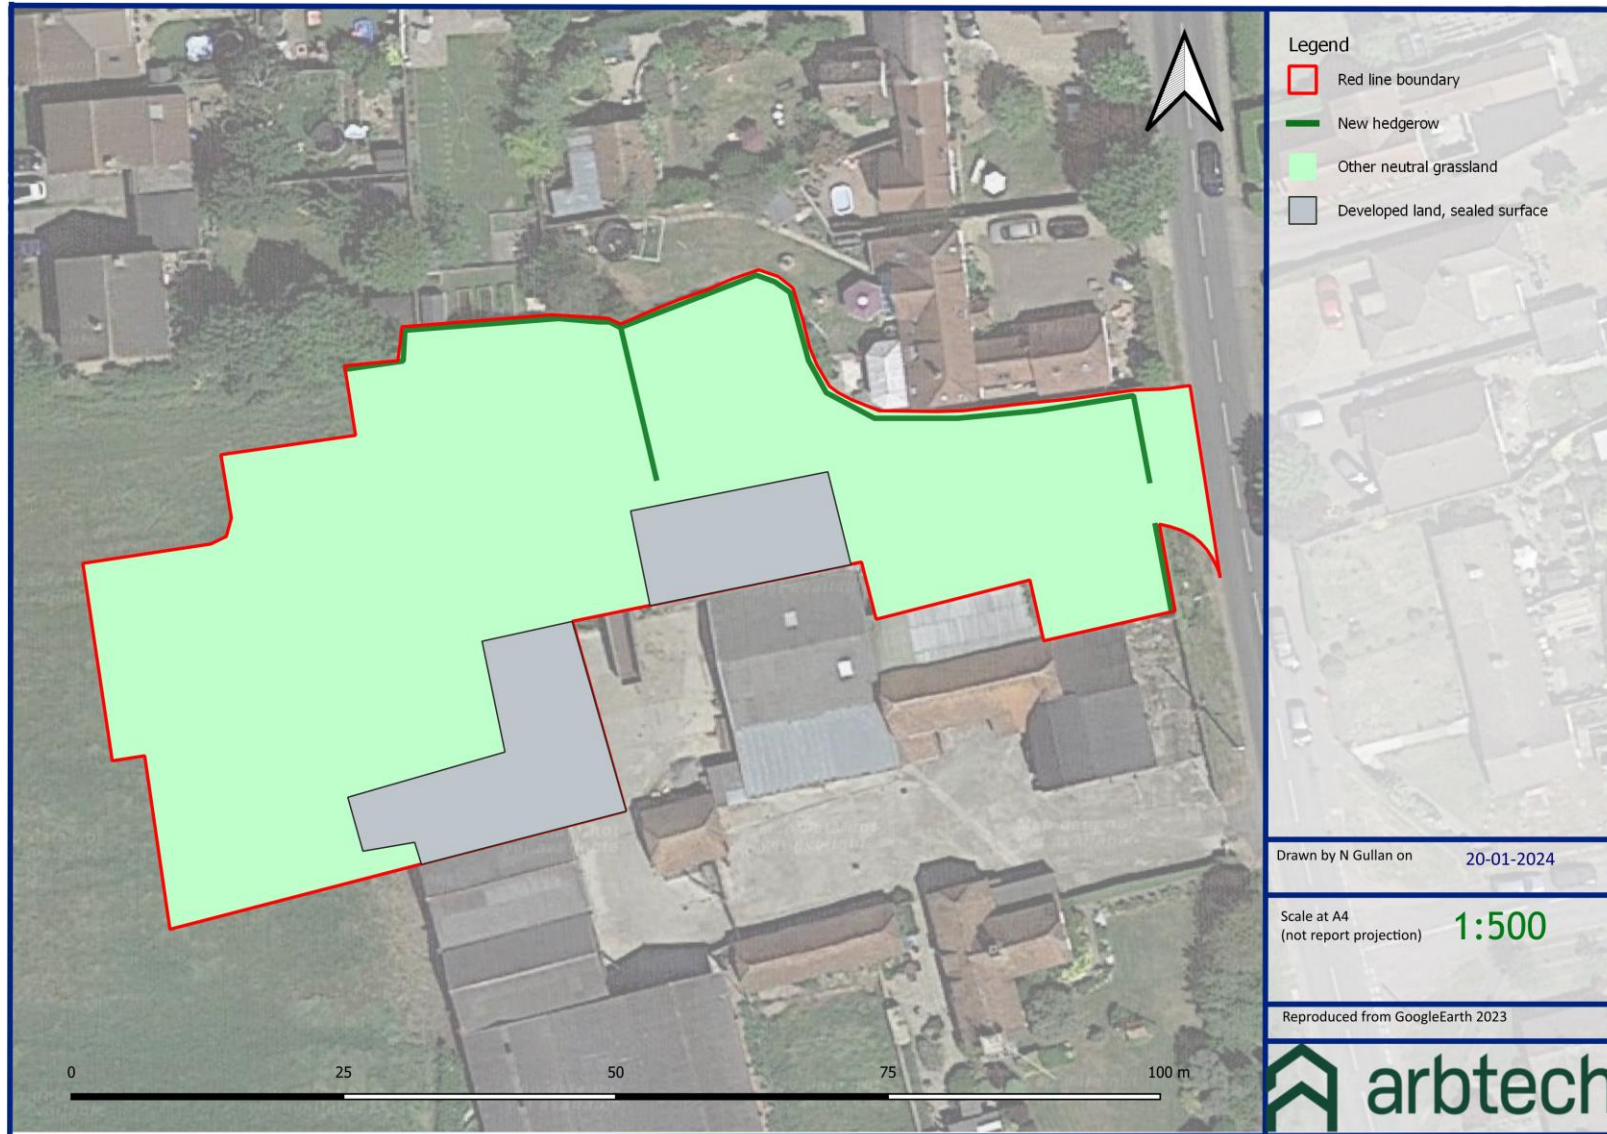 Legend
Red line boundary
New hedgerow
Other neutral grassland
Developed land, sealed surface
Drawn by N Gullan on 20-01-2024
Scale at A4
(not report projection) 1:500
Reproduced from GoogleEarth 2023
arbtech
0 25 50 75 100 m